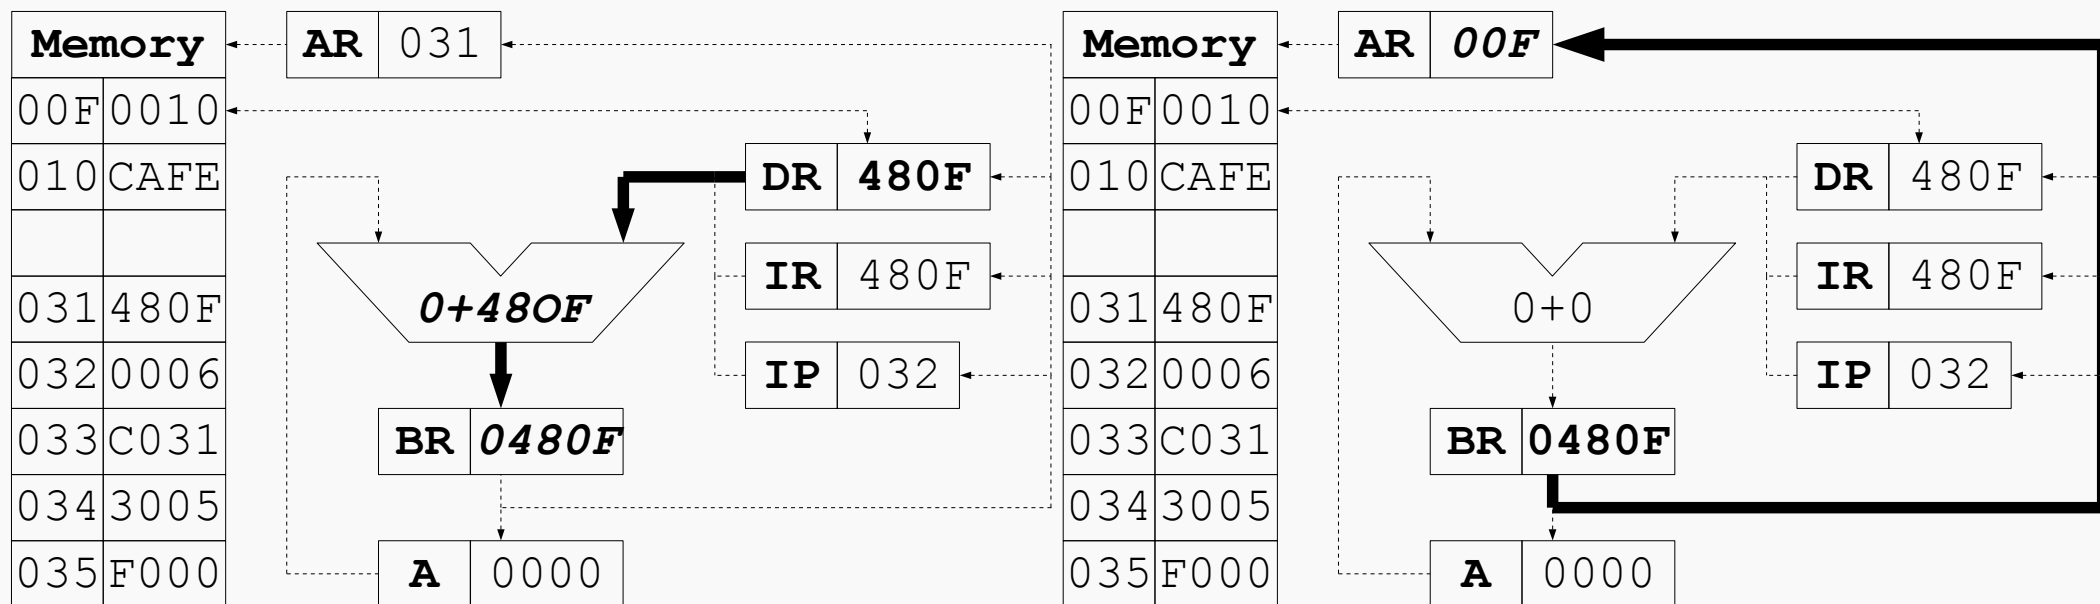 Memory AR 031 Memory AR 00F
00F 0010 00F 0010
010 CAFE DR 480F 010 CAFE DR 480F
IR 480F IR 480F
031 480F 0+480F 031 480F 0+0
032 0006 IP 032 032 0006 IP 032
033 C031 BR 0480F 033 C031 BR 0480F
034 3005 034 3005
035 F000 A 0000 035 F000 A 0000